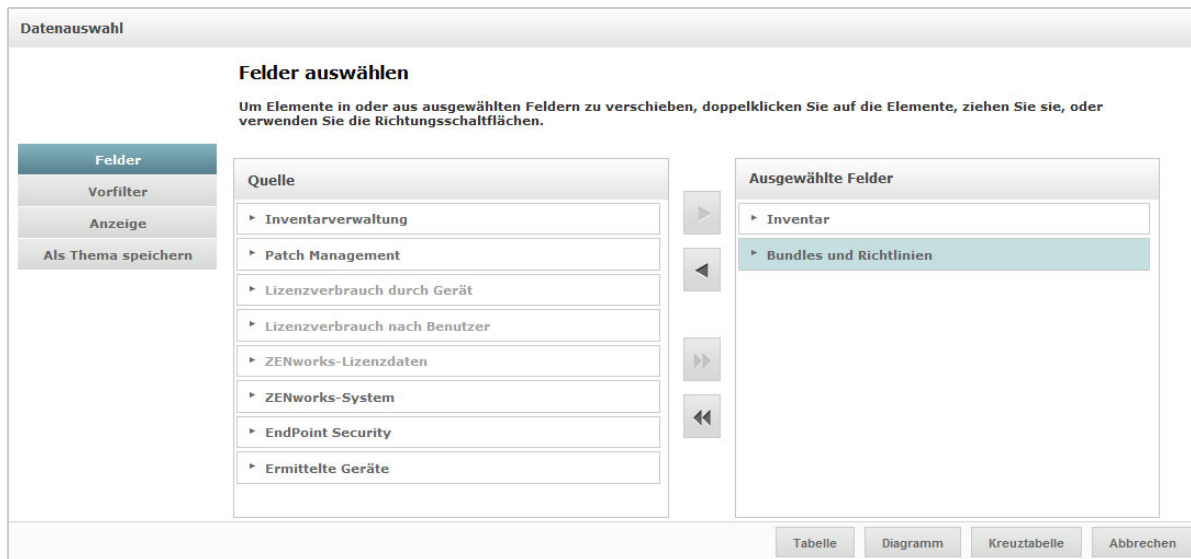 Datenauswahl
Felder auswählen
Um Elemente in oder aus ausgewählten Feldern zu verschieben, doppelklicken Sie auf die Elemente, ziehen Sie sie, oder
verwenden Sie die Richtungsschaltflächen.
Felder
Vorfilter
Anzeige
Als Thema speichern
Quelle
Inventarverwaltung
Patch Management
Lizenzverbrauch durch Gerät
Lizenzverbrauch nach Benutzer
ZENworks-Lizenzdaten
ZENworks-System
EndPoint Security
Ermittelte Geräte
Ausgewählte Felder
Inventar
Bundles und Richtlinien
Tabelle
Diagramm
Kreuztabelle
Abbrechen